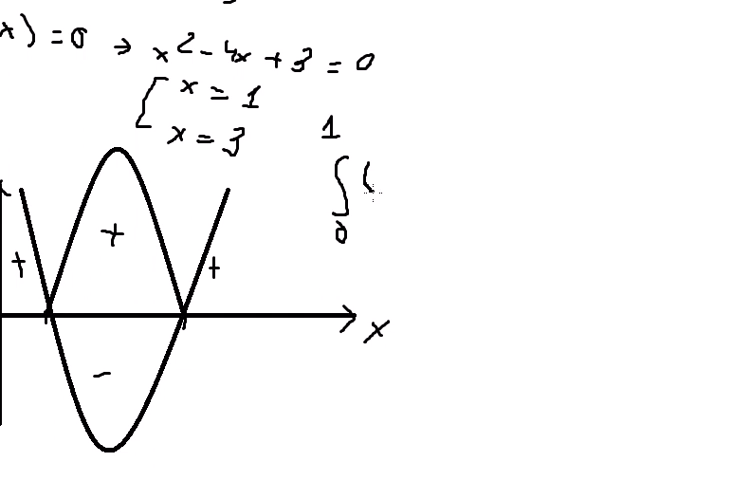 x) = 0 → x² - 4x + 3 = 0
[ x = 1
x = 3
1
∫ (
0
+
+
+
x
-